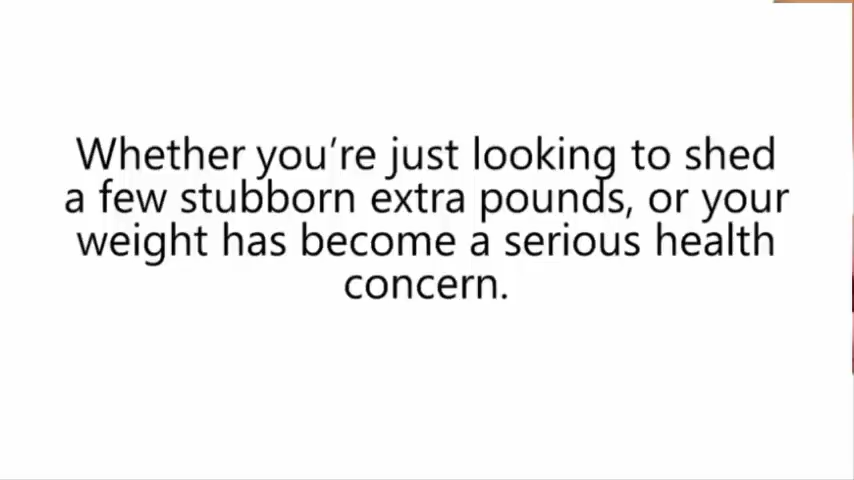 Whether you’re just looking to shed
a few stubborn extra pounds, or your
weight has become a serious health
concern.